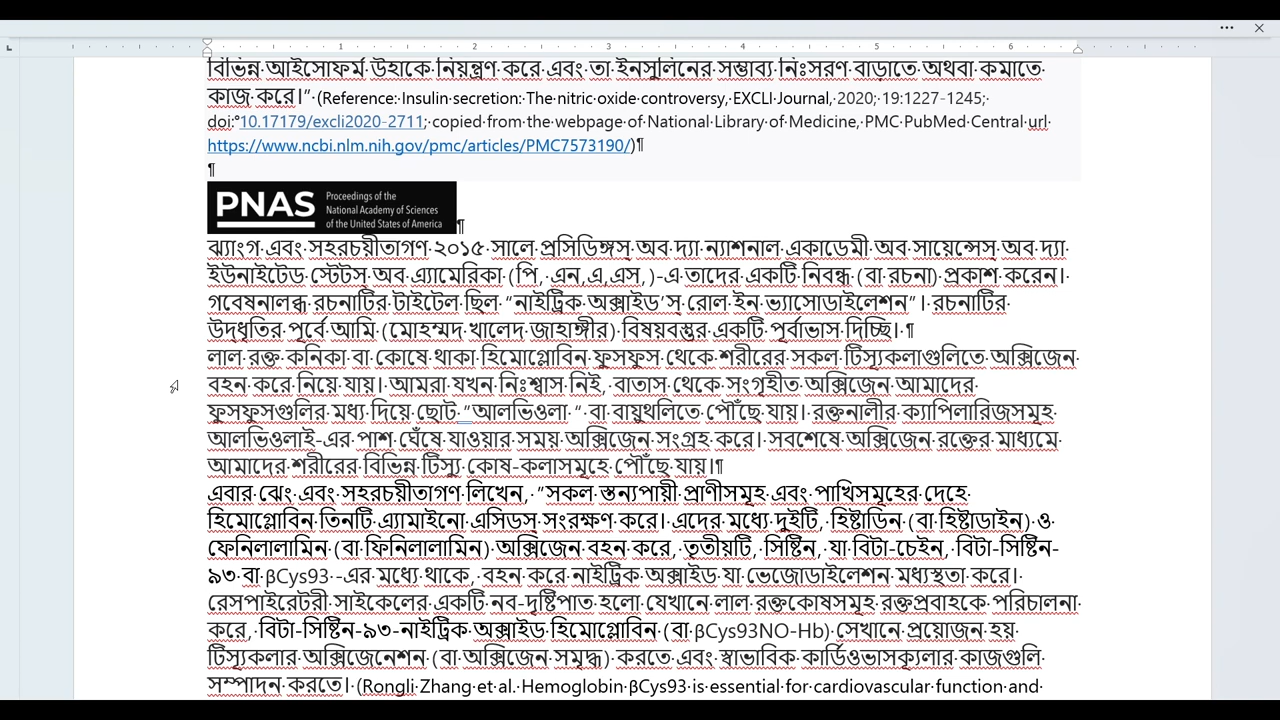 1 2 3 4 5 6
বিভিন্ন আইসোফর্ম উহাকে নিয়ন্ত্রণ করে এবং তা ইনসুলিনের সম্ভাব্য নিঃসরণ বাড়াতে অথবা কমাতে
কাজ করে।” (Reference: Insulin secretion: The nitric oxide controversy, EXCLI Journal, 2020; 19:1227-1245;
doi:°10.17179/excli2020-2711; copied from the webpage of National Library of Medicine, PMC PubMed Central url
https://www.ncbi.nlm.nih.gov/pmc/articles/PMC7573190/)¶
¶
PNAS Proceedings of the
National Academy of Sciences
of the United States of America ¶
ঝ্যাংগ এবং সহরচয়ীতাগণ ২০১৫ সালে প্রসিডিঙ্গস্ অব দ্যা ন্যাশনাল একাডেমী অব সায়েন্সেস্ অব দ্যা
ইউনাইটেড স্টেটস্ অব এ্যামেরিকা (পি, এন,এ,এস,)-এ তাদের একটি নিবন্ধ (বা রচনা) প্রকাশ করেন।
গবেষনালব্ধ রচনাটির টাইটেল ছিল “নাইট্রিক অক্সাইড’স্ রোল ইন ভ্যাসোডাইলেশন”। রচনাটির
উদ্ধৃতির পূর্বে আমি (মোহম্মদ খালেদ জাহাঙ্গীর) বিষয়বস্তুর একটি পূর্বাভাস দিচ্ছি। ¶
লাল রক্ত কনিকা বা কোষে থাকা হিমোগ্লোবিন ফুসফুস থেকে শরীরের সকল টিস্যুকলাগুলিতে অক্সিজেন
বহন করে নিয়ে যায়। আমরা যখন নিঃশ্বাস নিই, বাতাস থেকে সংগৃহীত অক্সিজেন আমাদের
ফুসফুসগুলির মধ্য দিয়ে ছোট “আলভিওলা “ বা বায়ুথলিতে পৌঁছে যায়। রক্তনালীর ক্যাপিলারিজসমূহ
আলভিওলাই-এর পাশ ঘেঁষে যাওয়ার সময় অক্সিজেন সংগ্রহ করে। সবশেষে অক্সিজেন রক্তের মাধ্যমে
আমাদের শরীরের বিভিন্ন টিস্যু কোষ-কলাসমূহে পৌঁছে যায়।¶
এবার ঝেং এবং সহরচয়ীতাগণ লিখেন, “সকল স্তন্যপায়ী প্রাণীসমূহ এবং পাখিসমূহের দেহে
হিমোগ্লোবিন তিনটি এ্যামাইনো এসিডস্ সংরক্ষণ করে। এদের মধ্যে দুইটি, হিষ্টাডিন (বা হিষ্টাডাইন) ও
ফেনিলালামিন (বা ফিনিলালামিন) অক্সিজেন বহন করে, তৃতীয়টি, সিষ্টিন, যা বিটা-চেইন, বিটা-সিষ্টিন-
৯৩ বা βCys93 -এর মধ্যে থাকে, বহন করে নাইট্রিক অক্সাইড যা ভেজোডাইলেশন মধ্যস্থতা করে।
রেসপাইরেটরী সাইকেলের একটি নব-দৃষ্টিপাত হলো যেখানে লাল রক্তকোষসমূহ রক্তপ্রবাহকে পরিচালনা
করে, বিটা-সিষ্টিন-৯৩-নাইট্রিক অক্সাইড হিমোগ্লোবিন (বা βCys93NO-Hb) সেখানে প্রয়োজন হয়
টিস্যুকলার অক্সিজেনেশন (বা অক্সিজেন সমৃদ্ধ) করতে এবং স্বাভাবিক কার্ডিওভাসক্যুলার কাজগুলি
সম্পাদন করতে। (Rongli Zhang et al. Hemoglobin βCys93 is essential for cardiovascular function and